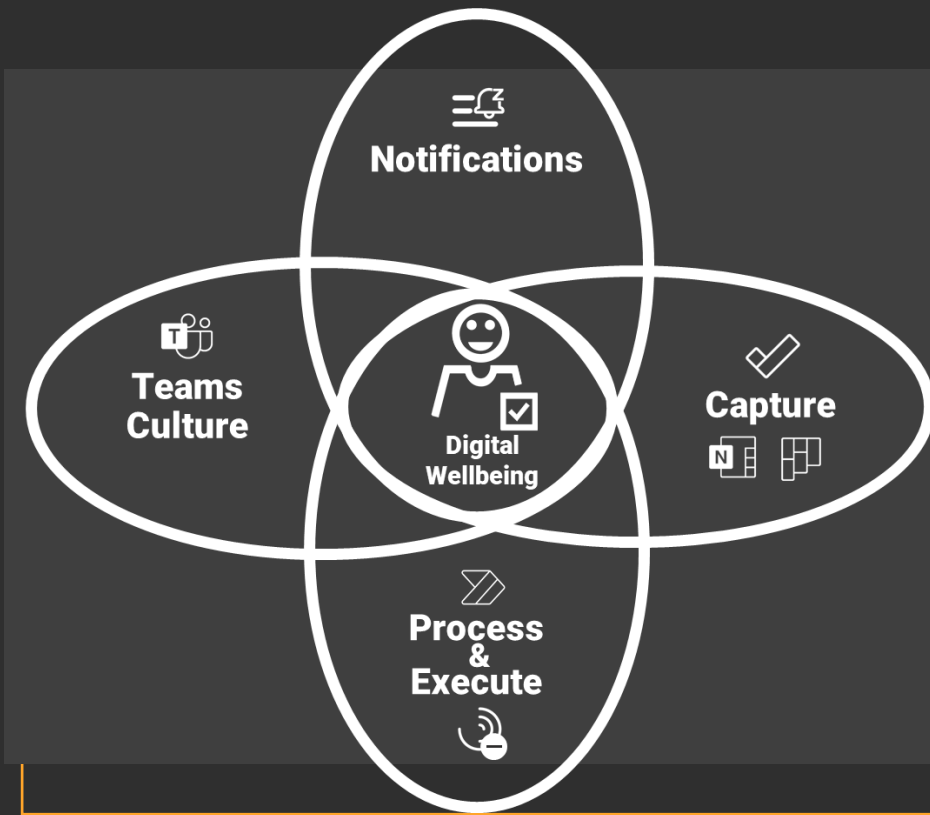 Notifications
Teams
Culture
Digital
Wellbeing
Capture
Process
&
Execute
T
N
z